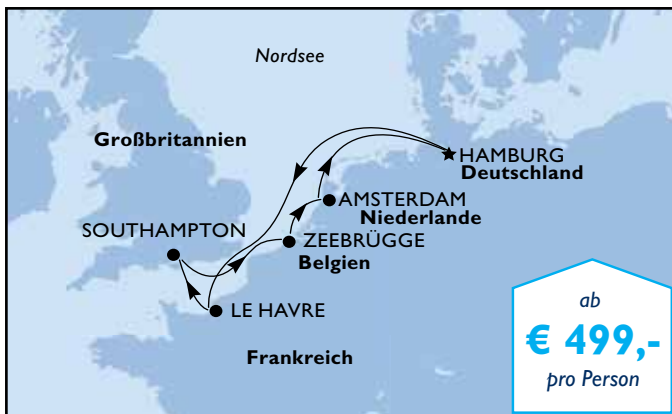 Nordsee
Großbritannien
HAMBURG
Deutschland
AMSTERDAM
Niederlande
SOUTHAMPTON
ZEEBRÜGGE
Belgien
LE HAVRE
Frankreich
ab
€ 499,-
pro Person